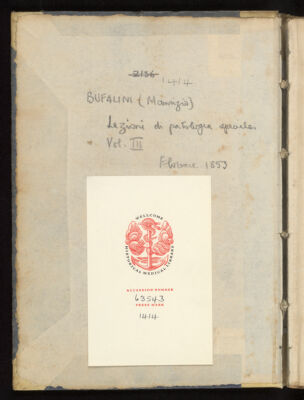 2136
1414
BUFALINI (Maurizio)
Lezioni di patologia speciale
Vol. III
Florence 1853
WELLCOME
HISTORICAL MEDICAL LIBRARY
ACCESSION NUMBER
63543
PRESS MARK
1414